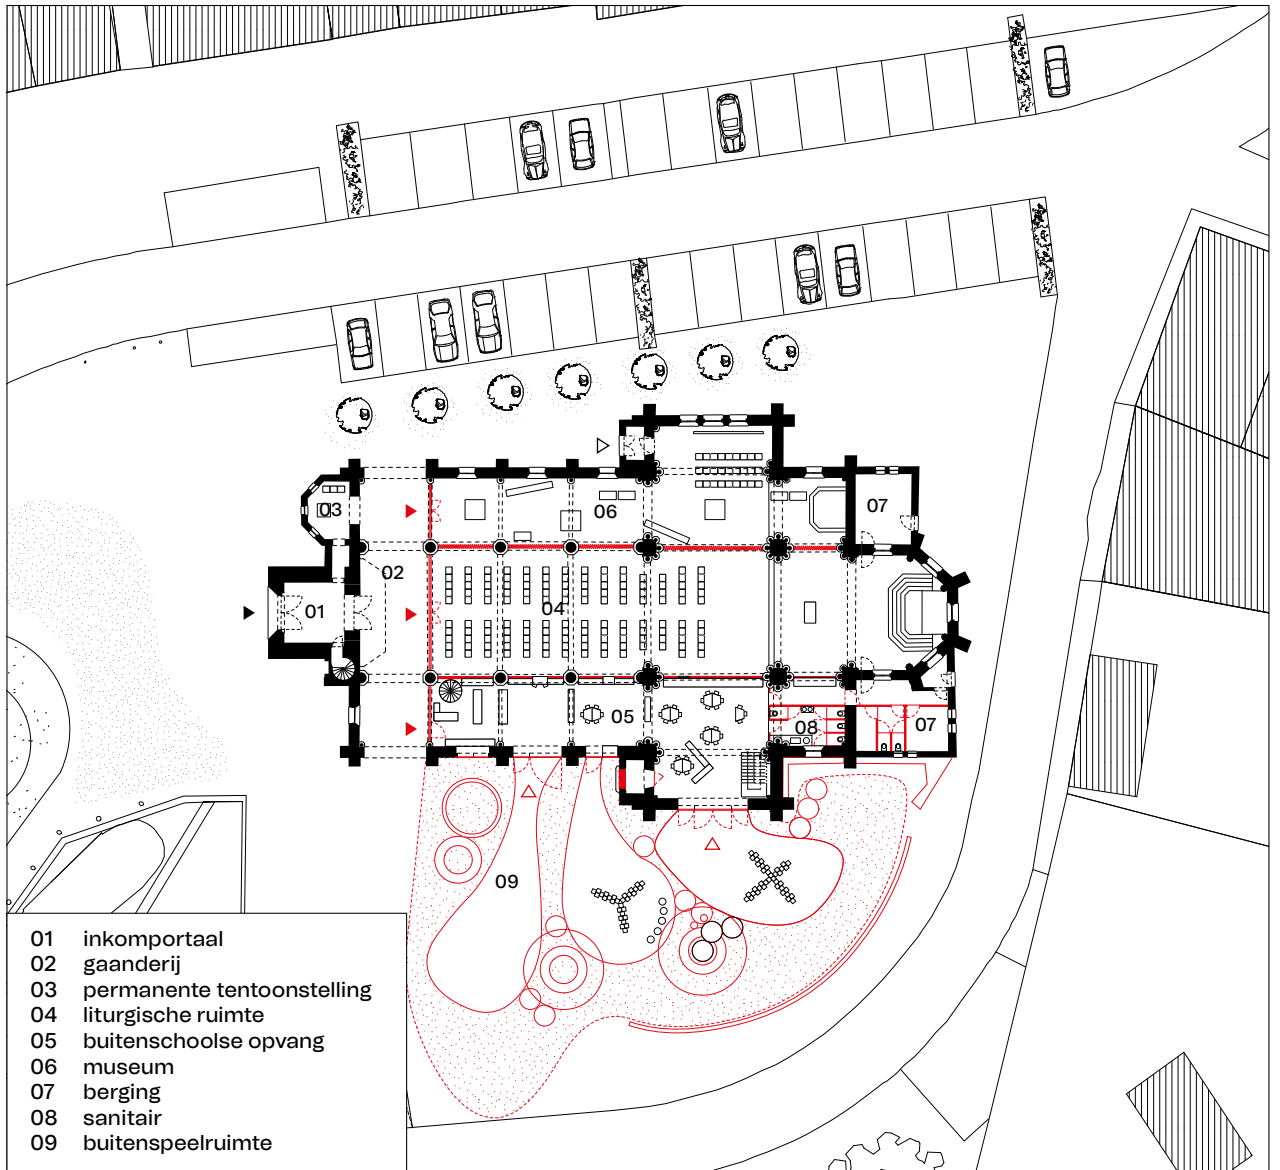 07
03
06
02
01
04
05
08
07
09
01 inkomportaal
02 gaanderij
03 permanente tentoonstelling
04 liturgische ruimte
05 buitenschoolse opvang
06 museum
07 berging
08 sanitair
09 buitenspeelruimte